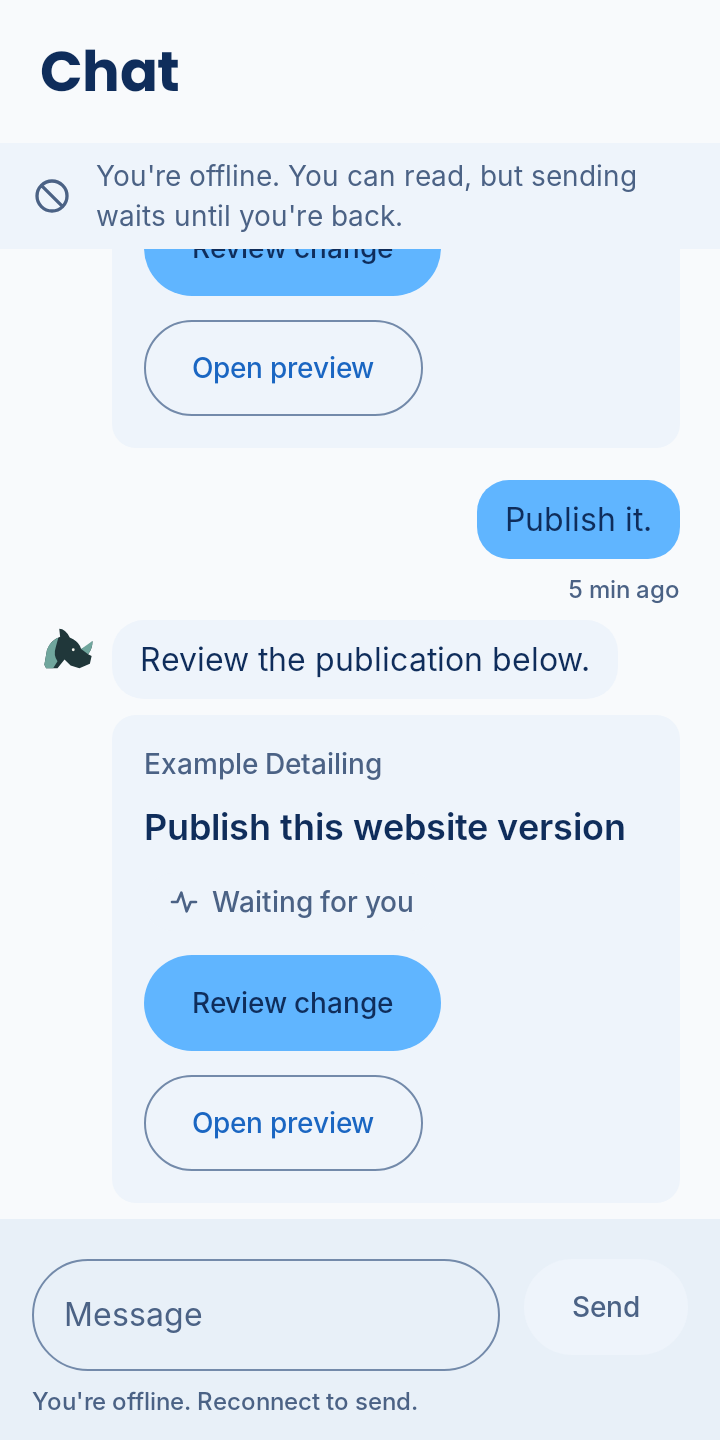 Chat
You're offline. You can read, but sending
waits until you're back.
Review change
Open preview
Publish it.
5 min ago
Review the publication below.
Example Detailing
Publish this website version
Waiting for you
Review change
Open preview
Message
Send
You're offline. Reconnect to send.